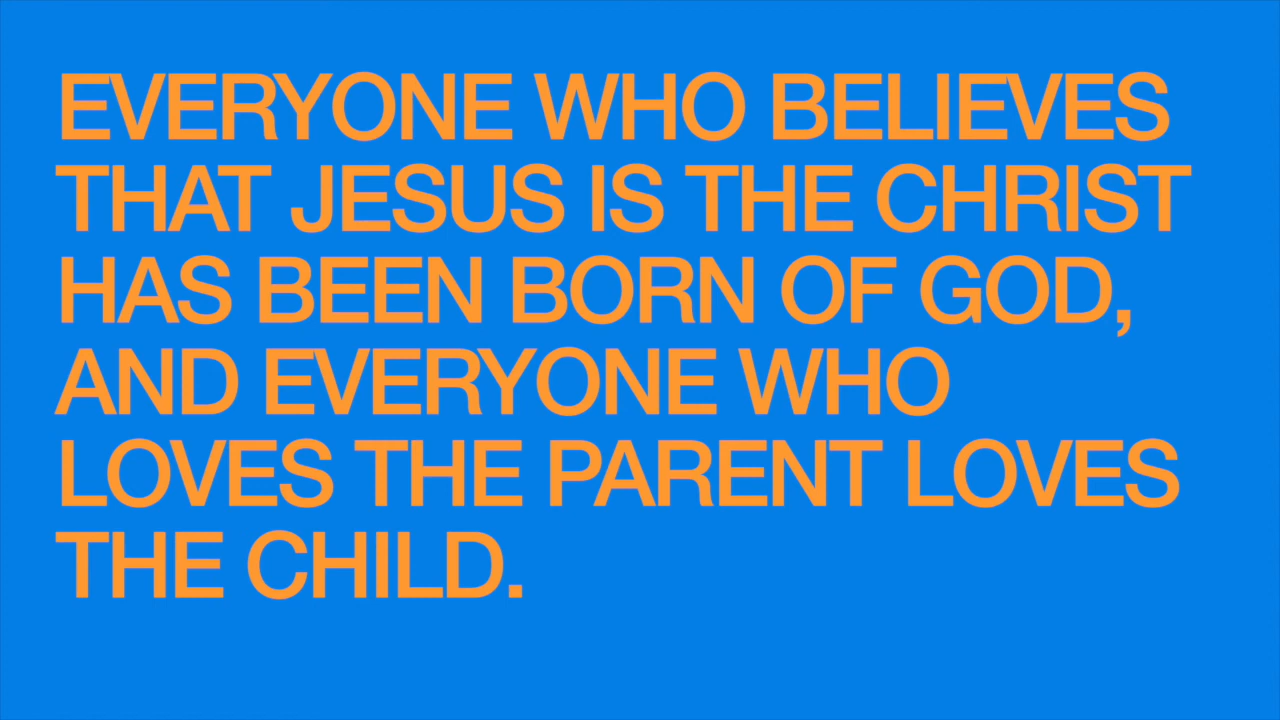 EVERYONE WHO BELIEVES
THAT JESUS IS THE CHRIST
HAS BEEN BORN OF GOD,
AND EVERYONE WHO
LOVES THE PARENT LOVES
THE CHILD.